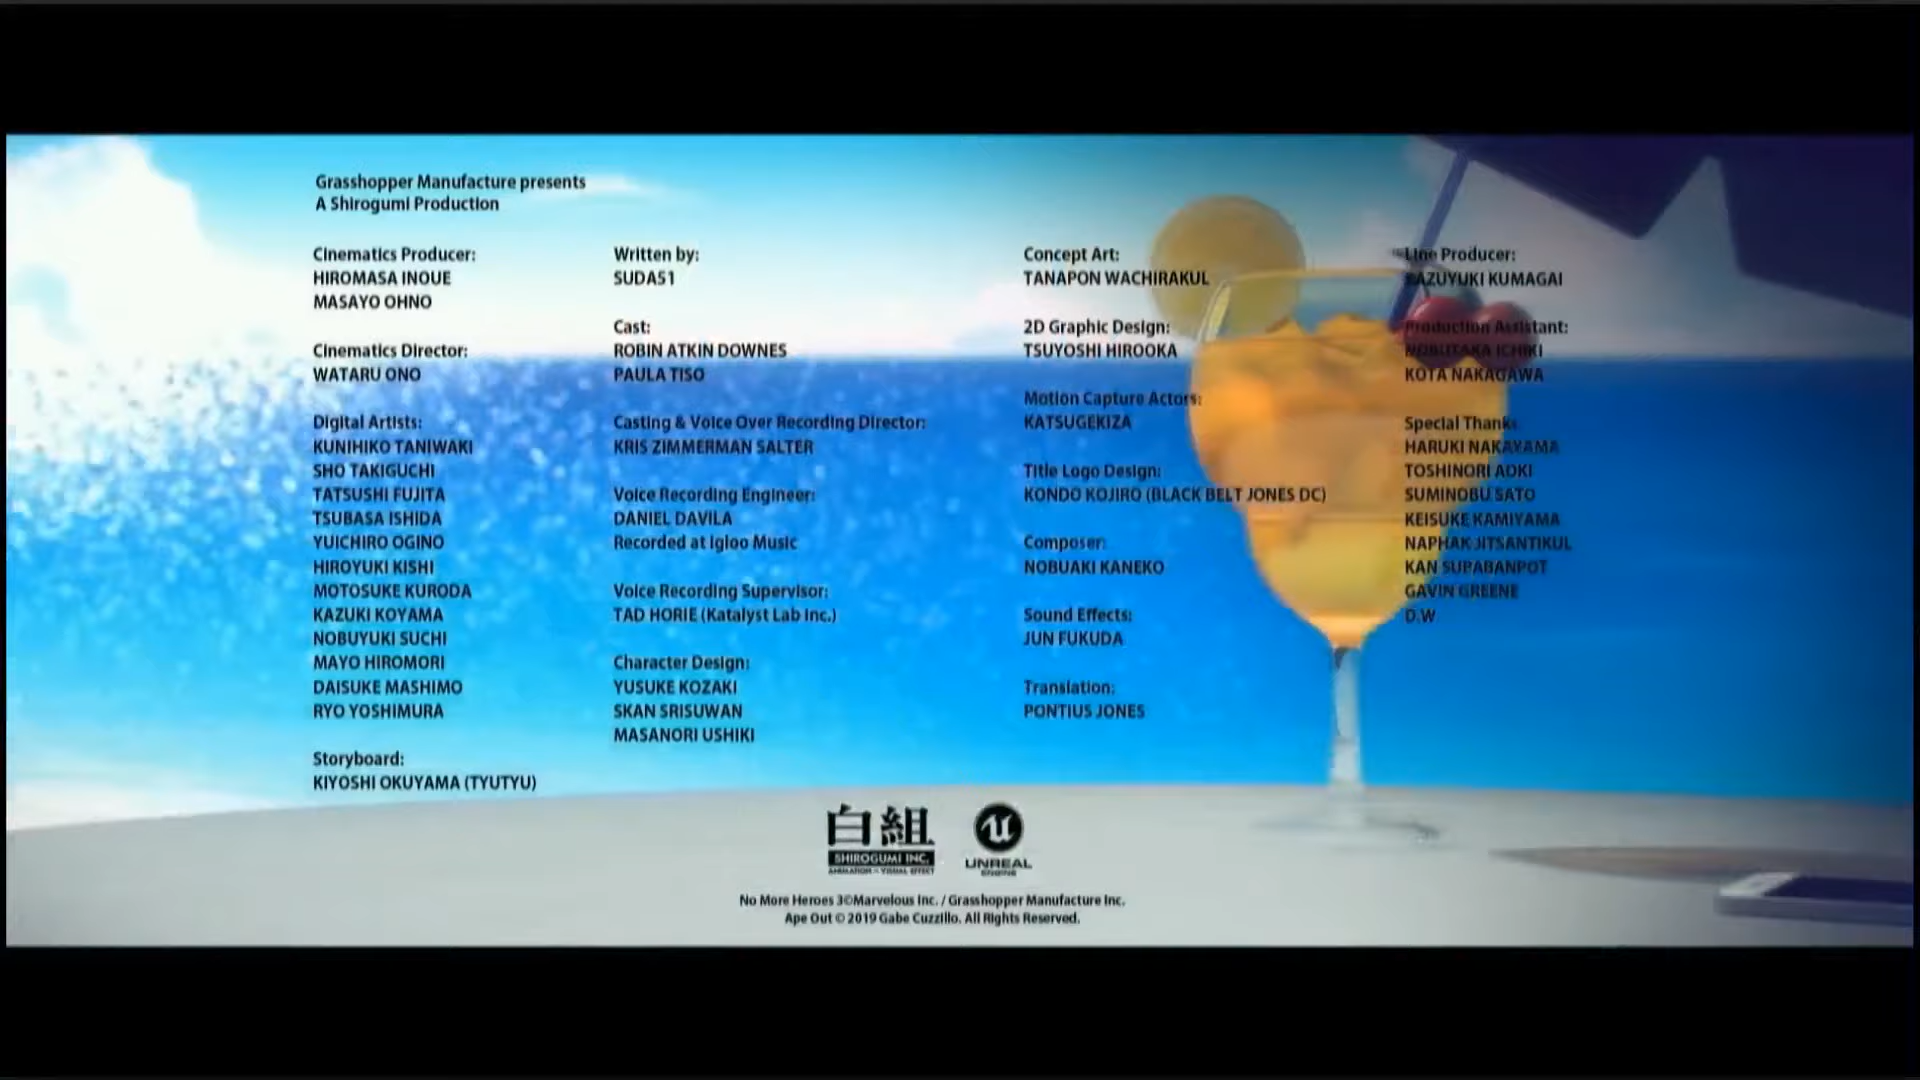 Grasshopper Manufacture presents
A Shirogumi Production
Cinematics Producer:
HIROMASA INOUE
MASAYO OHNO
Cinematics Director:
WATARU ONO
Digital Artists:
KUNIHIKO TANIWAKI
SHO TAKIGUCHI
TATSUSHI FUJITA
TSUBASA ISHIDA
YUICHIRO OGINO
HIROYUKI KISHI
MOTOSUKE KURODA
KAZUKI KOYAMA
NOBUYUKI SUCHI
MAYO HIROMORI
DAISUKE MASHIMO
RYO YOSHIMURA
Storyboard:
KIYOSHI OKUYAMA (TYUTYU)
Written by:
SUDA51
Cast:
ROBIN ATKIN DOWNES
PAULA TISO
Casting & Voice Over Recording Director:
KRIS ZIMMERMAN SALTER
Voice Recording Engineer:
DANIEL DAVILA
Recorded at Igloo Music
Voice Recording Supervisor:
TAD HORIE (Katalyst Lab Inc.)
Character Design:
YUSUKE KOZAKI
SKAN SRISUWAN
MASANORI USHIKI
Concept Art:
TANAPON WACHIRAKUL
2D Graphic Design:
TSUYOSHI HIROOKA
Motion Capture Actors:
KATSUGEKIZA
Title Logo Design:
KONDO KOJIRO (BLACK BELT JONES DC)
Composer:
NOBUAKI KANEKO
Sound Effects:
JUN FUKUDA
Translation:
PONTIUS JONES
Line Producer:
KAZUYUKI KUMAGAI
Production Assistant:
NOBUTAKA ICHIKI
KOTA NAKAGAWA
Special Thanks
HARUKI NAKAYAMA
TOSHINORI AOKI
SUMINOBU SATO
KEISUKE KAMIYAMA
NAPHAK JITSANTIKUL
KAN SUPABANPOT
GAVIN GREENE
D.W
白組
SHIROGUMI INC.
ANIMATION + VISUAL EFFECT
UNREAL
ENGINE
No More Heroes 3©Marvelous Inc. / Grasshopper Manufacture Inc.
Ape Out © 2019 Gabe Cuzzillo. All Rights Reserved.